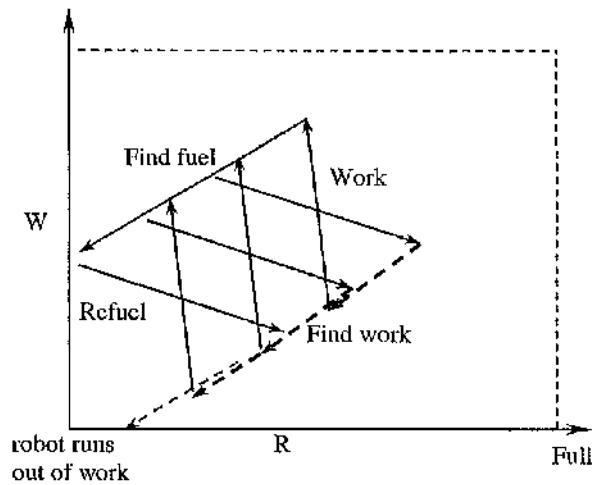 Find fuel
Work
W
Refuel
Find work
robot runs
out of work
R
Full